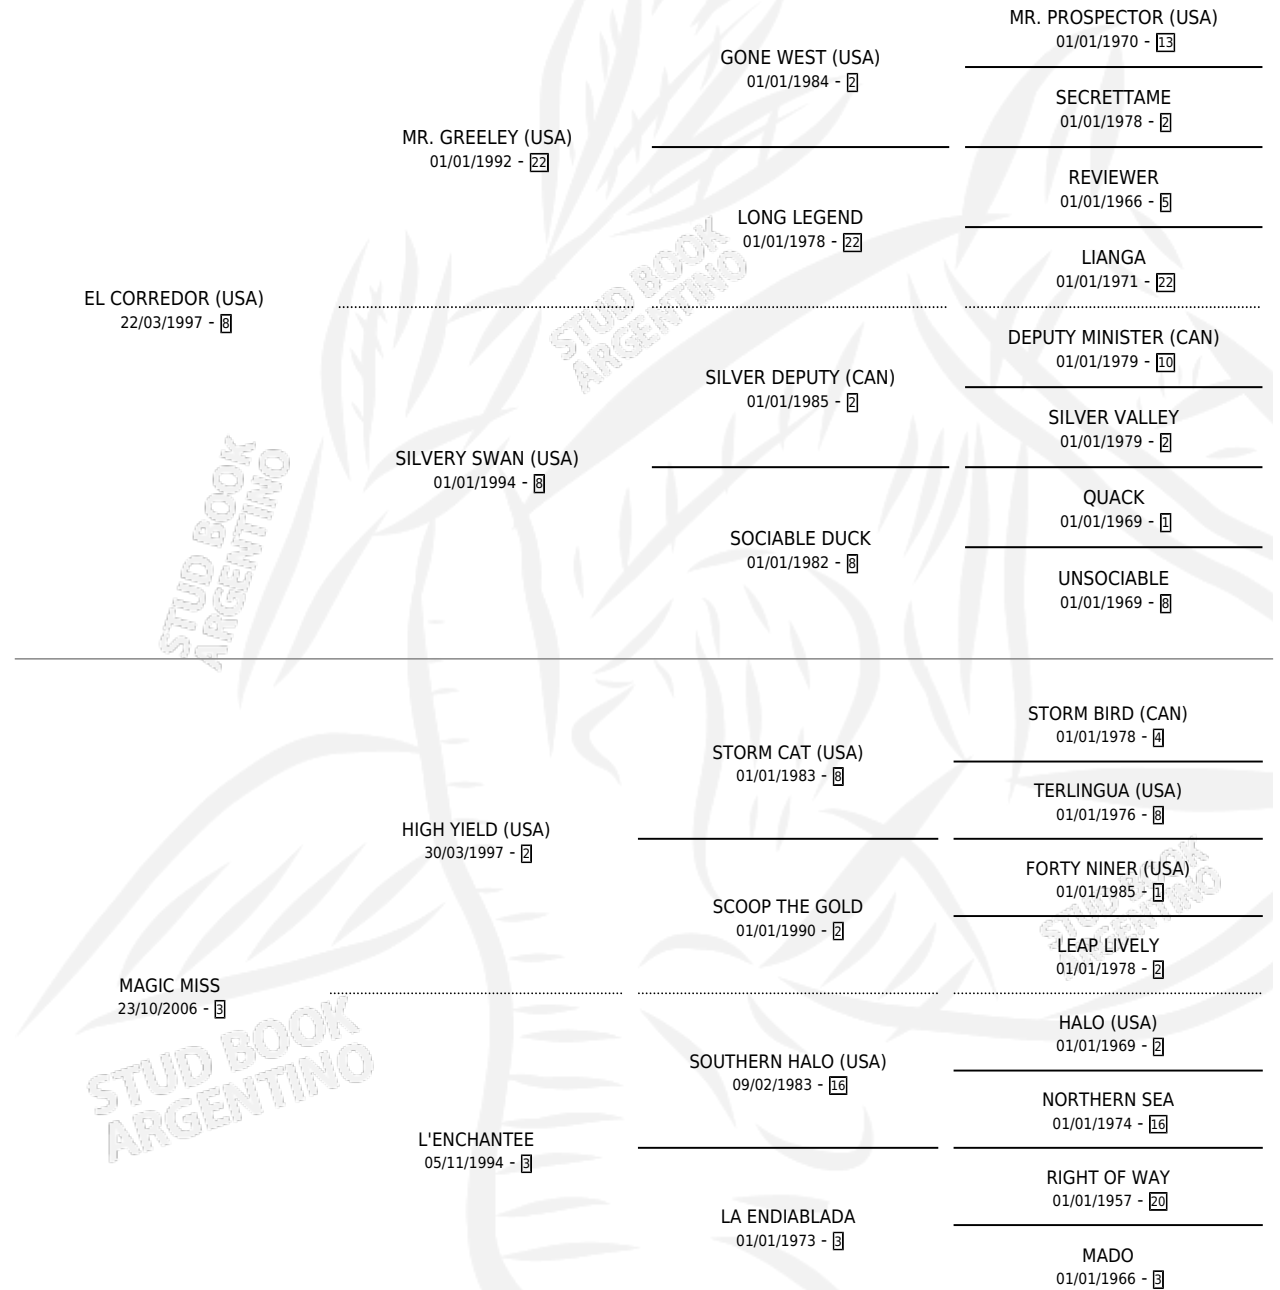 MR. PROSPECTOR (USA)
01/01/1970 - 13
GONE WEST (USA)
01/01/1984 - 2
SECRETTAME
01/01/1978 - 2
MR. GREELEY (USA)
01/01/1992 - 22
REVIEWER
01/01/1966 - 5
LONG LEGEND
01/01/1978 - 22
LIANGA
01/01/1971 - 22
EL CORREDOR (USA)
22/03/1997 - 8
DEPUTY MINISTER (CAN)
01/01/1979 - 10
SILVER DEPUTY (CAN)
01/01/1985 - 2
SILVER VALLEY
01/01/1979 - 2
SILVERY SWAN (USA)
01/01/1994 - 8
QUACK
01/01/1969 - 1
SOCIABLE DUCK
01/01/1982 - 8
UNSOCIABLE
01/01/1969 - 8
STORM BIRD (CAN)
01/01/1978 - 4
STORM CAT (USA)
01/01/1983 - 8
TERLINGUA (USA)
01/01/1976 - 8
HIGH YIELD (USA)
30/03/1997 - 2
FORTY NINER (USA)
01/01/1985 - 1
SCOOP THE GOLD
01/01/1990 - 2
LEAP LIVELY
01/01/1978 - 2
MAGIC MISS
23/10/2006 - 3
HALO (USA)
01/01/1969 - 2
SOUTHERN HALO (USA)
09/02/1983 - 16
NORTHERN SEA
01/01/1974 - 16
L'ENCHANTEE
05/11/1994 - 3
RIGHT OF WAY
01/01/1957 - 20
LA ENDIABLADA
01/01/1973 - 3
MADO
01/01/1966 - 3
STUD BOOK
ARGENTINO
STUD BOOK
ARGENTINO
STUD BOOK
ARGENTINO
STUD BOOK
ARGENTINO